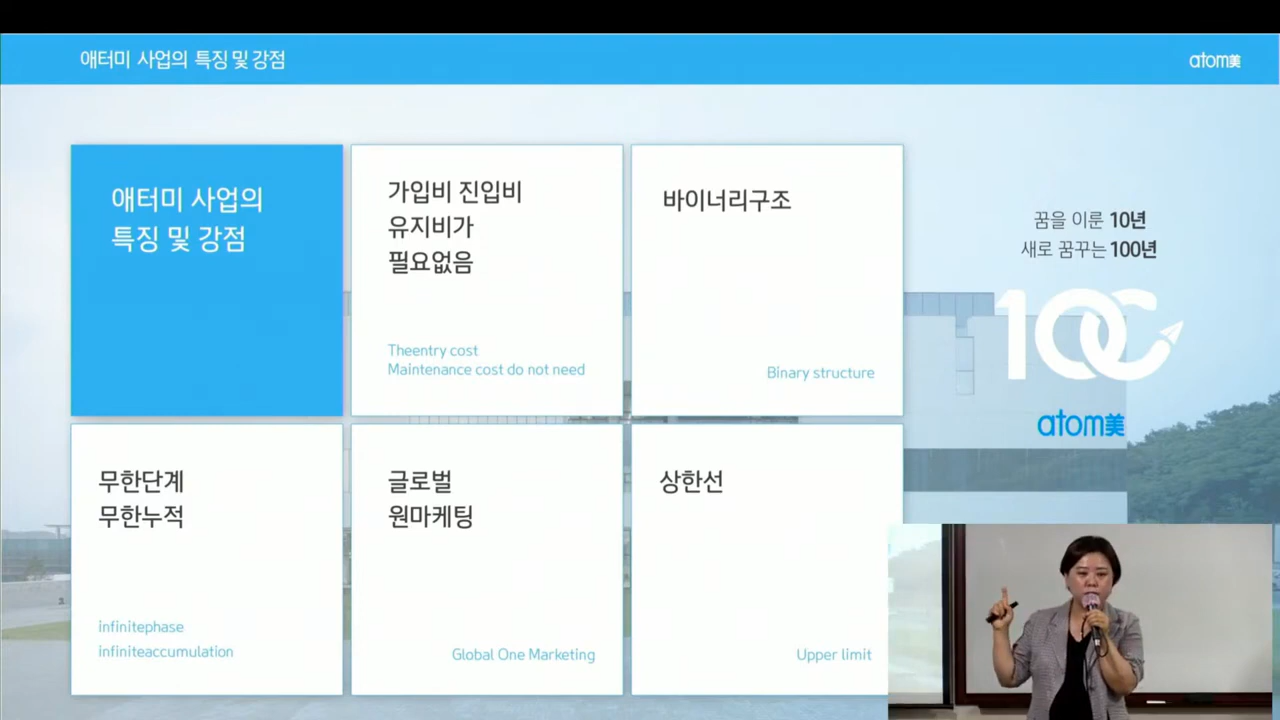 애터미 사업의 특징 및 강점
atom美
애터미 사업의
특징 및 강점
가입비 진입비
유지비가
필요없음
Theentry cost
Maintenance cost do not need
바이너리구조
Binary structure
꿈을 이룬 10년
새로 꿈꾸는 100년
100
atom美
무한단계
무한누적
infinitephase
infiniteaccumulation
글로벌
원마케팅
Global One Marketing
상한선
Upper limit